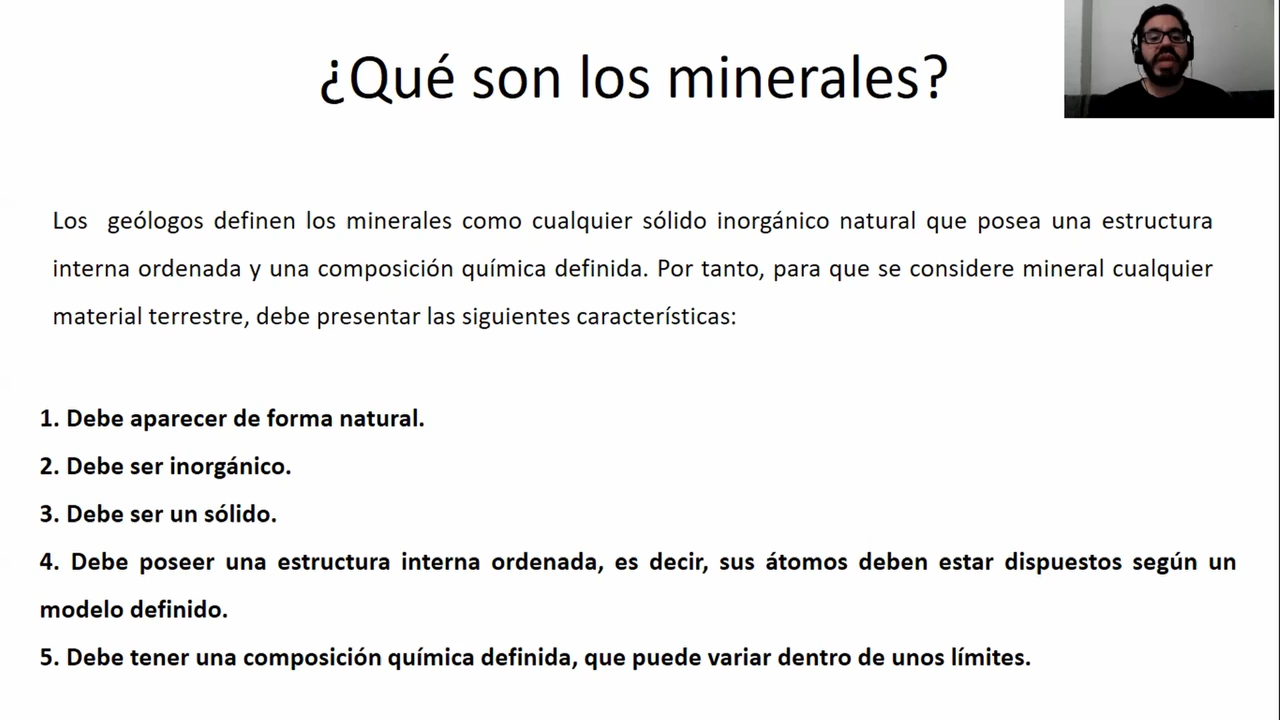 ¿Qué son los minerales?
Los geólogos definen los minerales como cualquier sólido inorgánico natural que posea una estructura
interna ordenada y una composición química definida. Por tanto, para que se considere mineral cualquier
material terrestre, debe presentar las siguientes características:
1. Debe aparecer de forma natural.
2. Debe ser inorgánico.
3. Debe ser un sólido.
4. Debe poseer una estructura interna ordenada, es decir, sus átomos deben estar dispuestos según un
modelo definido.
5. Debe tener una composición química definida, que puede variar dentro de unos límites.